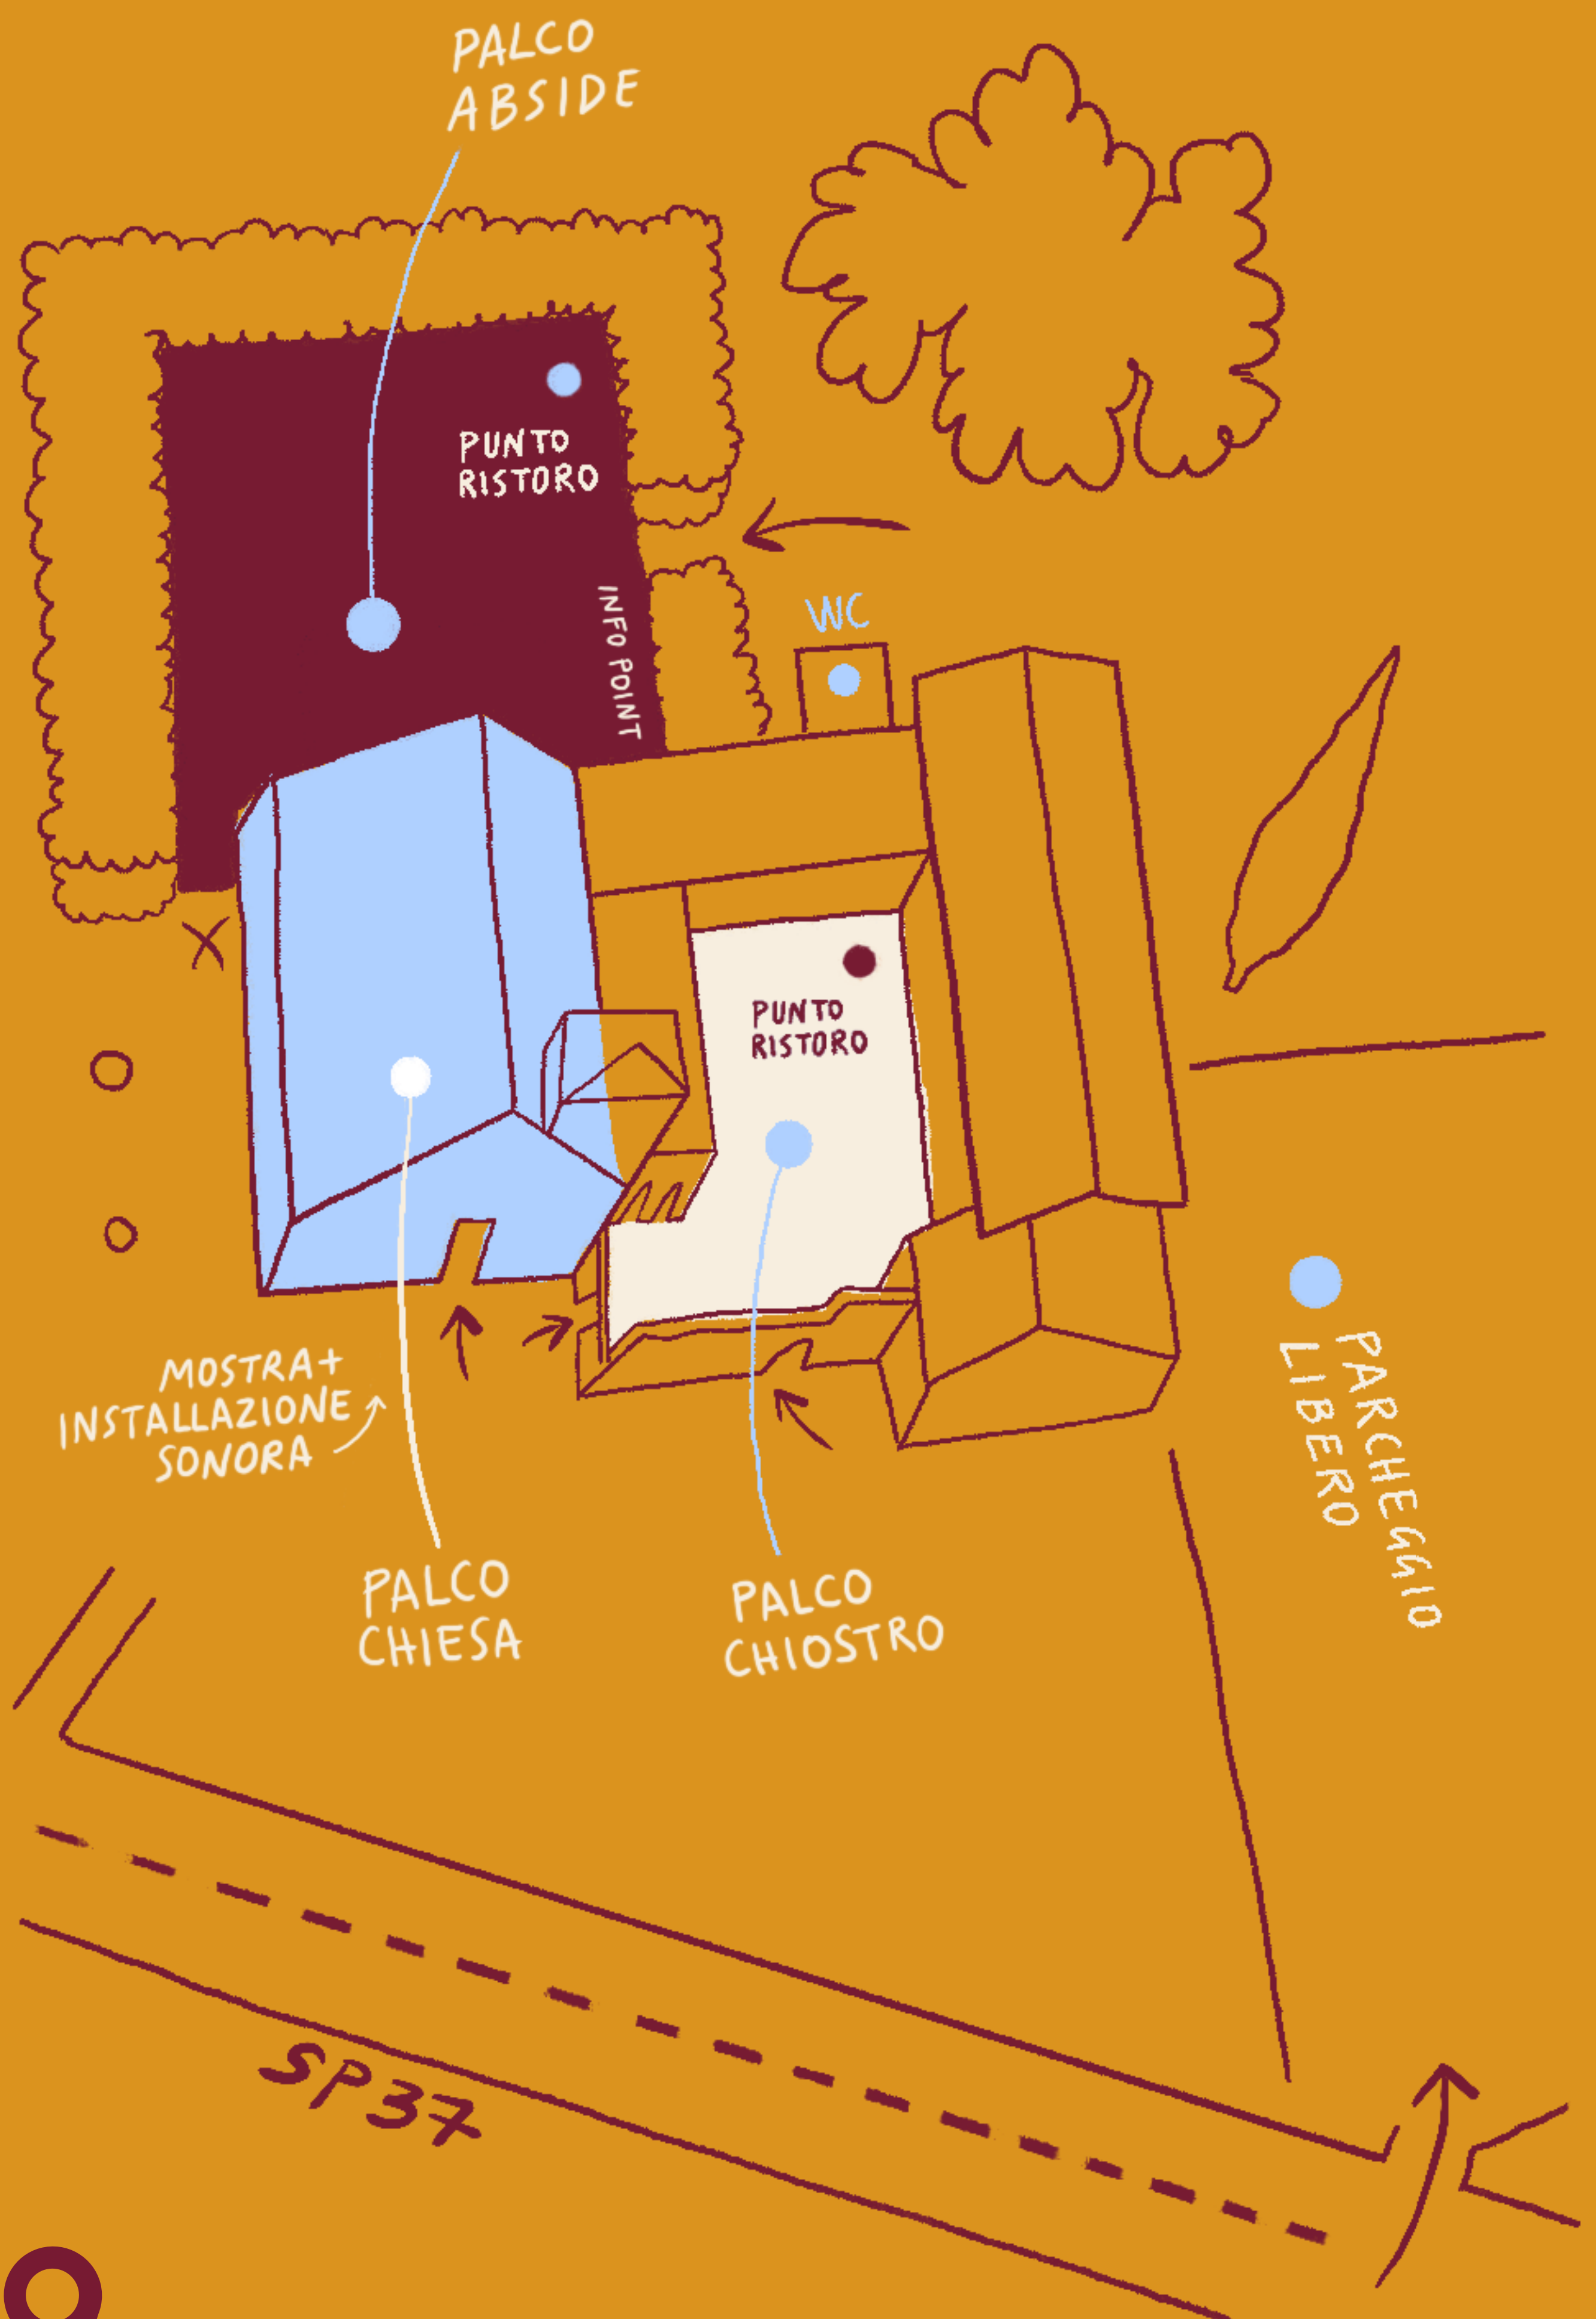 PALCO
ABSIDE
PUNTO
RISTORO
INFO POINT
WC
PUNTO
RISTORO
MOSTRA+
INSTALLAZIONE
SONORA
PARCHEGGIO
LIBERO
PALCO
CHIESA
PALCO
CHIOSTRO
SP37